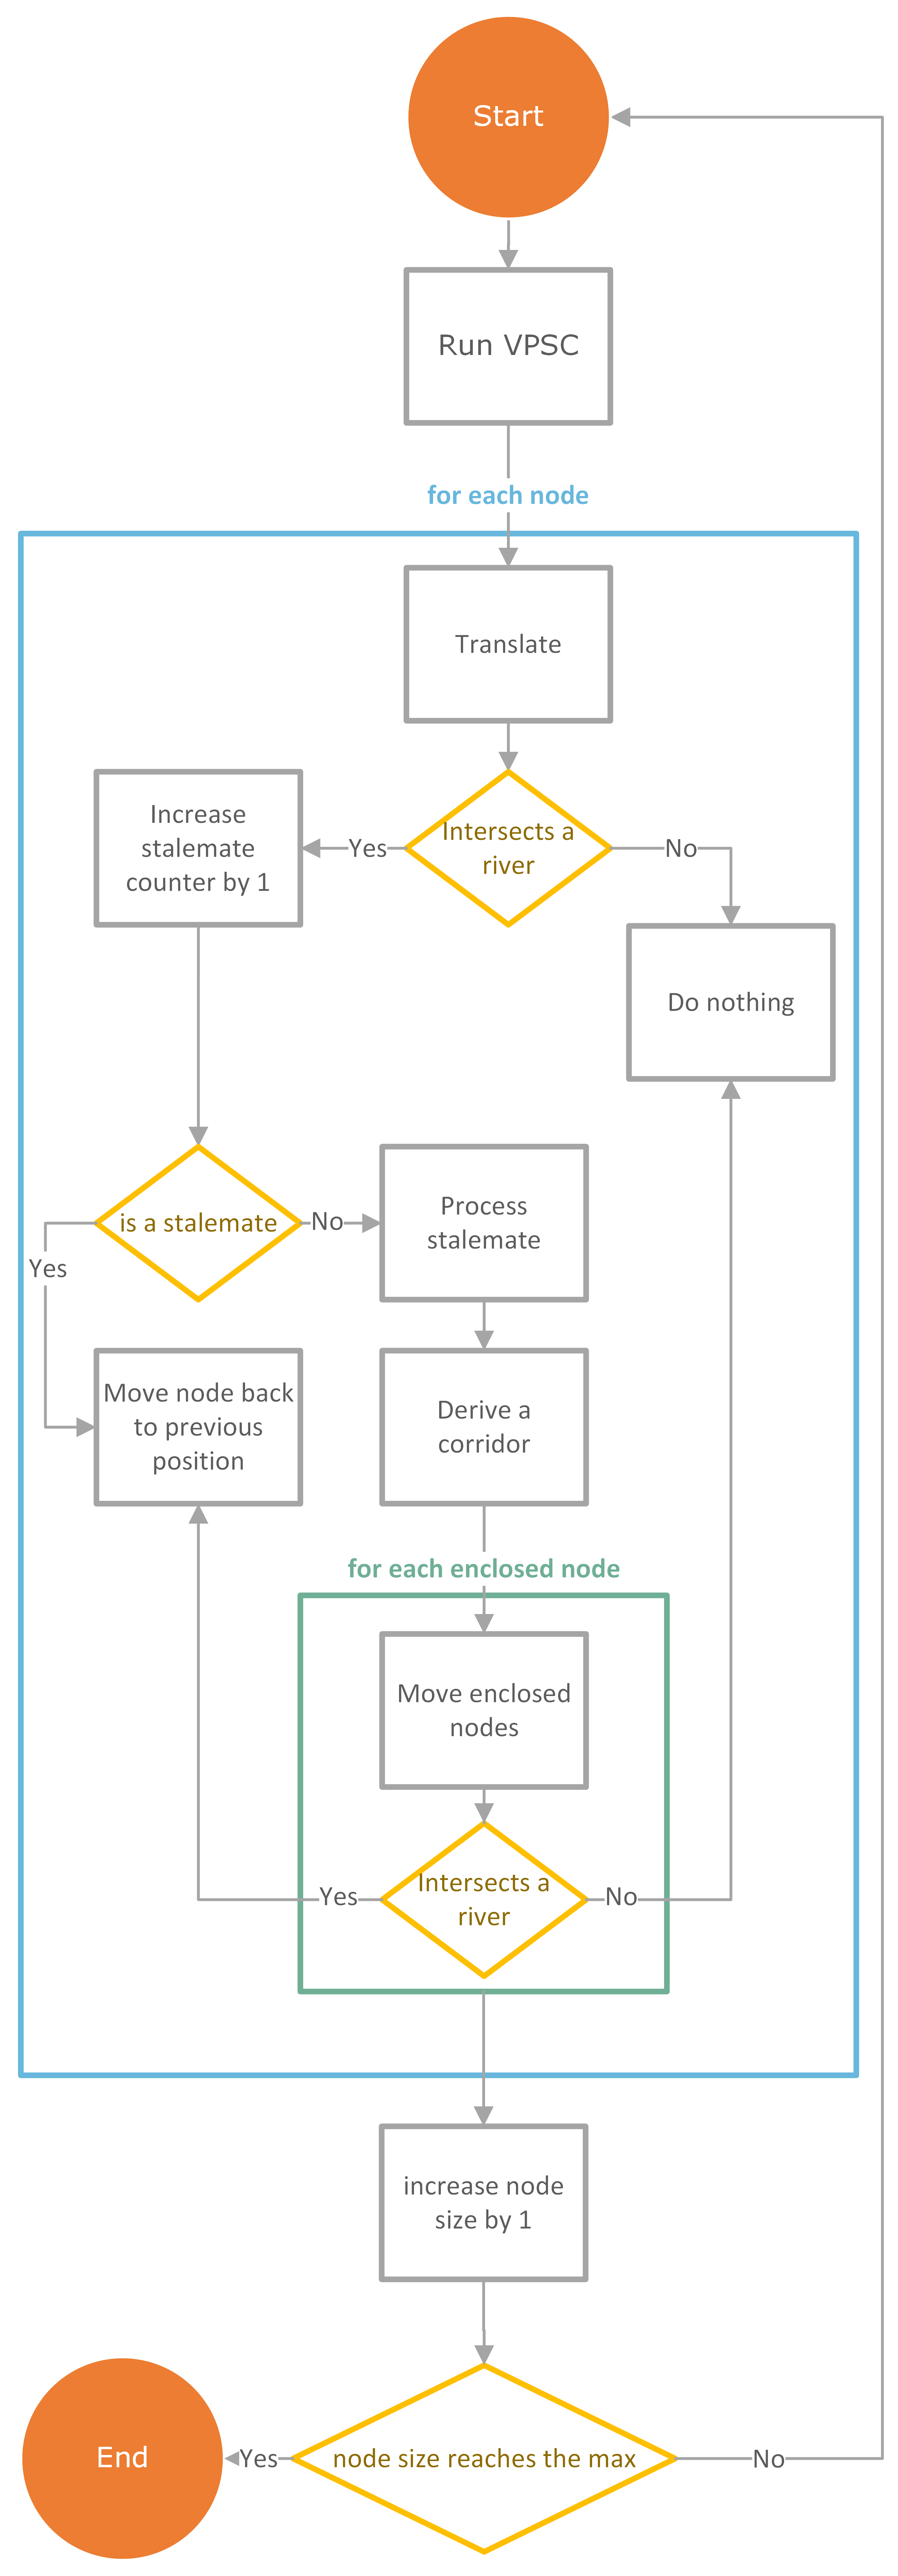 Start
Run VPSC
for each node
Translate
Increase
stalemate
counter by 1
Yes
Intersects a
river
No
Do nothing
is a stalemate
No
Process
stalemate
Yes
Move node back
to previous
position
Derive a
corridor
for each enclosed node
Move enclosed
nodes
Yes
Intersects a
river
No
increase node
size by 1
End
Yes
node size reaches the max
No